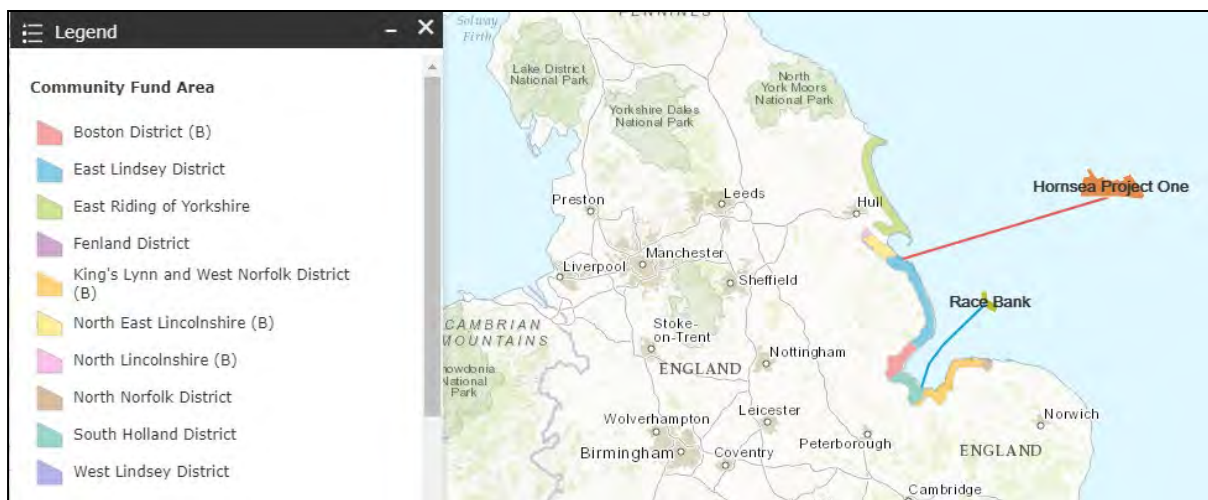 Legend
Community Fund Area
Boston District (B)
East Lindsey District
East Riding of Yorkshire
Fenland District
King's Lynn and West Norfolk District
(B)
North East Lincolnshire (B)
North Lincolnshire (B)
North Norfolk District
South Holland District
West Lindsey District
Solway
Firth
PENNINES
Lake District
National Park
North
York Moors
National Park
Yorkshire Dales
National Park
Hornsea Project One
Leeds
Preston
Hull
Manchester
Liverpool
Sheffield
Race Bank
CAMBRIAN
MOUNTAINS
Stoke-
on-Trent
Nottingham
ENGLAND
National
Park
Norwich
Wolverhampton
Leicester
Peterborough
Birmingham
Coventry
ENGLAND
Cambridge